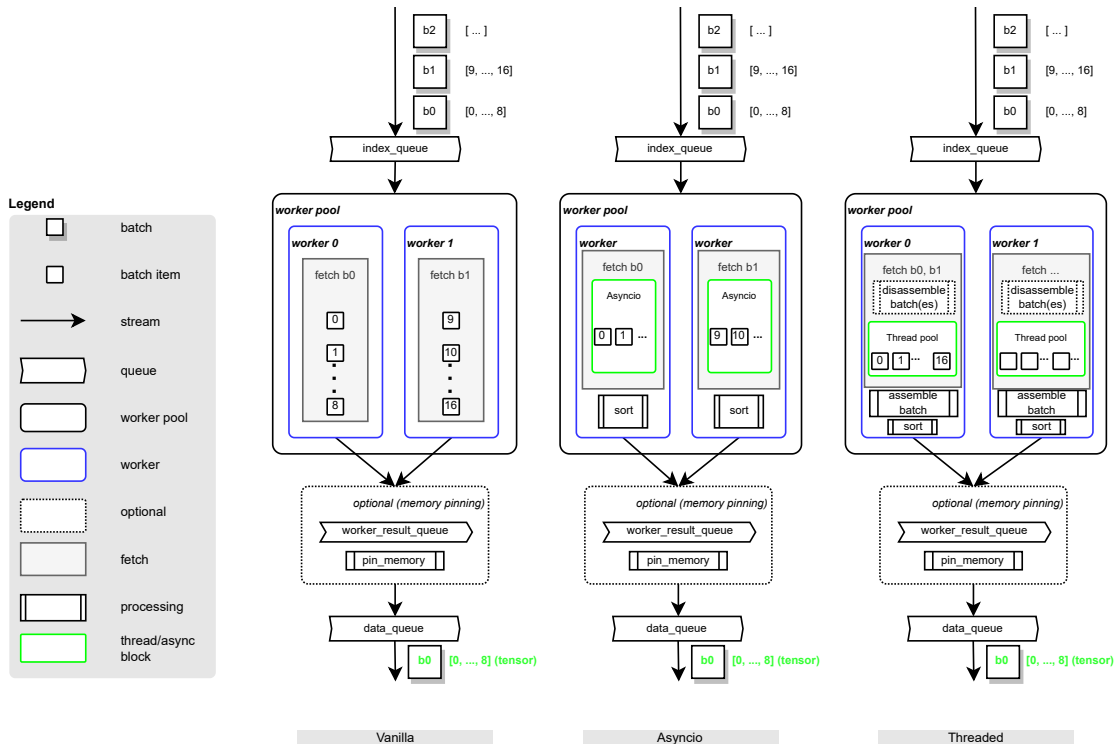 Legend
batch
batch item
stream
queue
worker pool
worker
optional
fetch
processing
thread/async
block
b2 [ ... ]
b1 [9, ..., 16]
b0 [0, ..., 8]
index_queue
worker pool
worker 0
fetch b0
0
1
8
worker 1
fetch b1
9
10
16
optional (memory pinning)
worker_result_queue
pin_memory
data_queue
b0 [0, ..., 8] (tensor)
Vanilla
b2 [ ... ]
b1 [9, ..., 16]
b0 [0, ..., 8]
index_queue
worker pool
worker
fetch b0
Asyncio
0 1 ...
sort
worker
fetch b1
Asyncio
9 10 ...
sort
optional (memory pinning)
worker_result_queue
pin_memory
data_queue
b0 [0, ..., 8] (tensor)
Asyncio
b2 [ ... ]
b1 [9, ..., 16]
b0 [0, ..., 8]
index_queue
worker pool
worker 0
fetch b0, b1
disassemble
batch(es)
Thread pool
0 1 ... 16
assemble
batch
sort
worker 1
fetch ...
disassemble
batch(es)
Thread pool
... ...
assemble
batch
sort
optional (memory pinning)
worker_result_queue
pin_memory
data_queue
b0 [0, ..., 8] (tensor)
Threaded